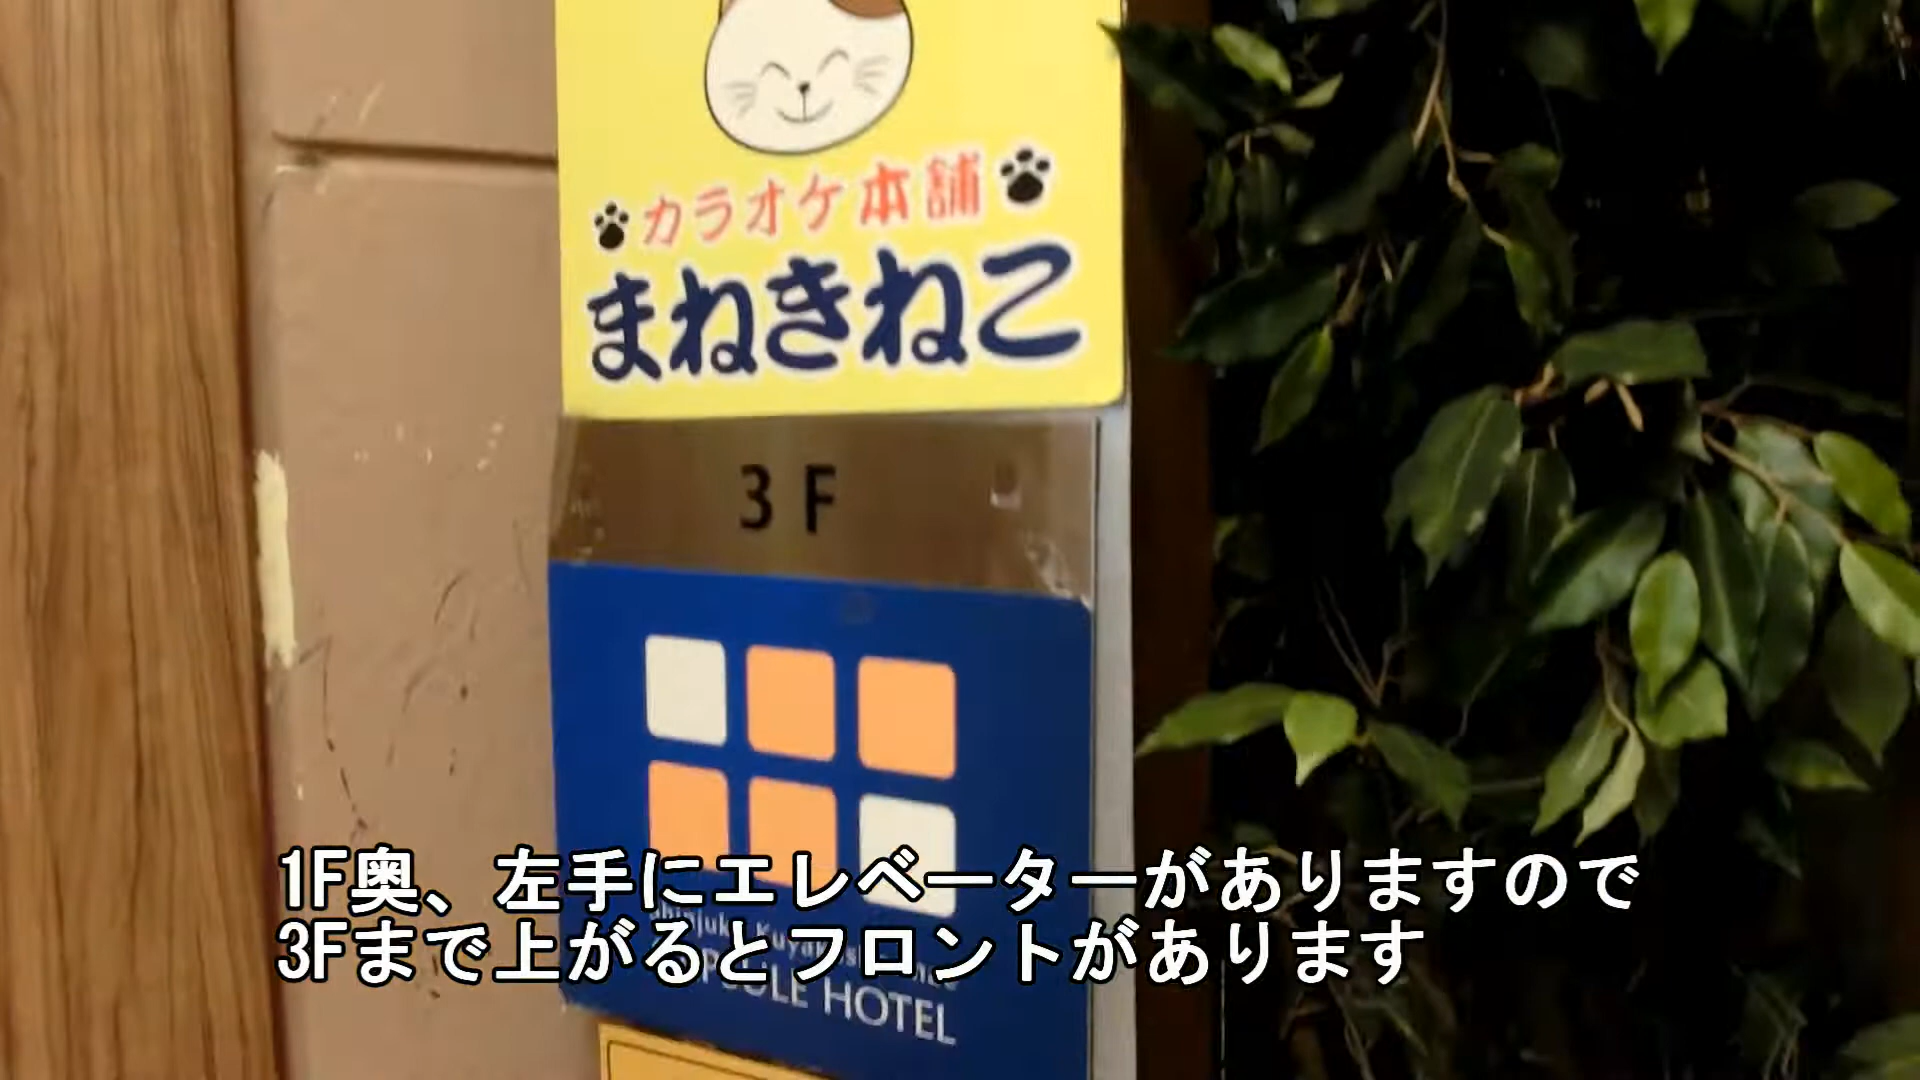 カラオケ本舗
まねきねこ
3F
CAPSULE HOTEL
1F奥、左手にエレベーターがありますので
3Fまで上がるとフロントがあります